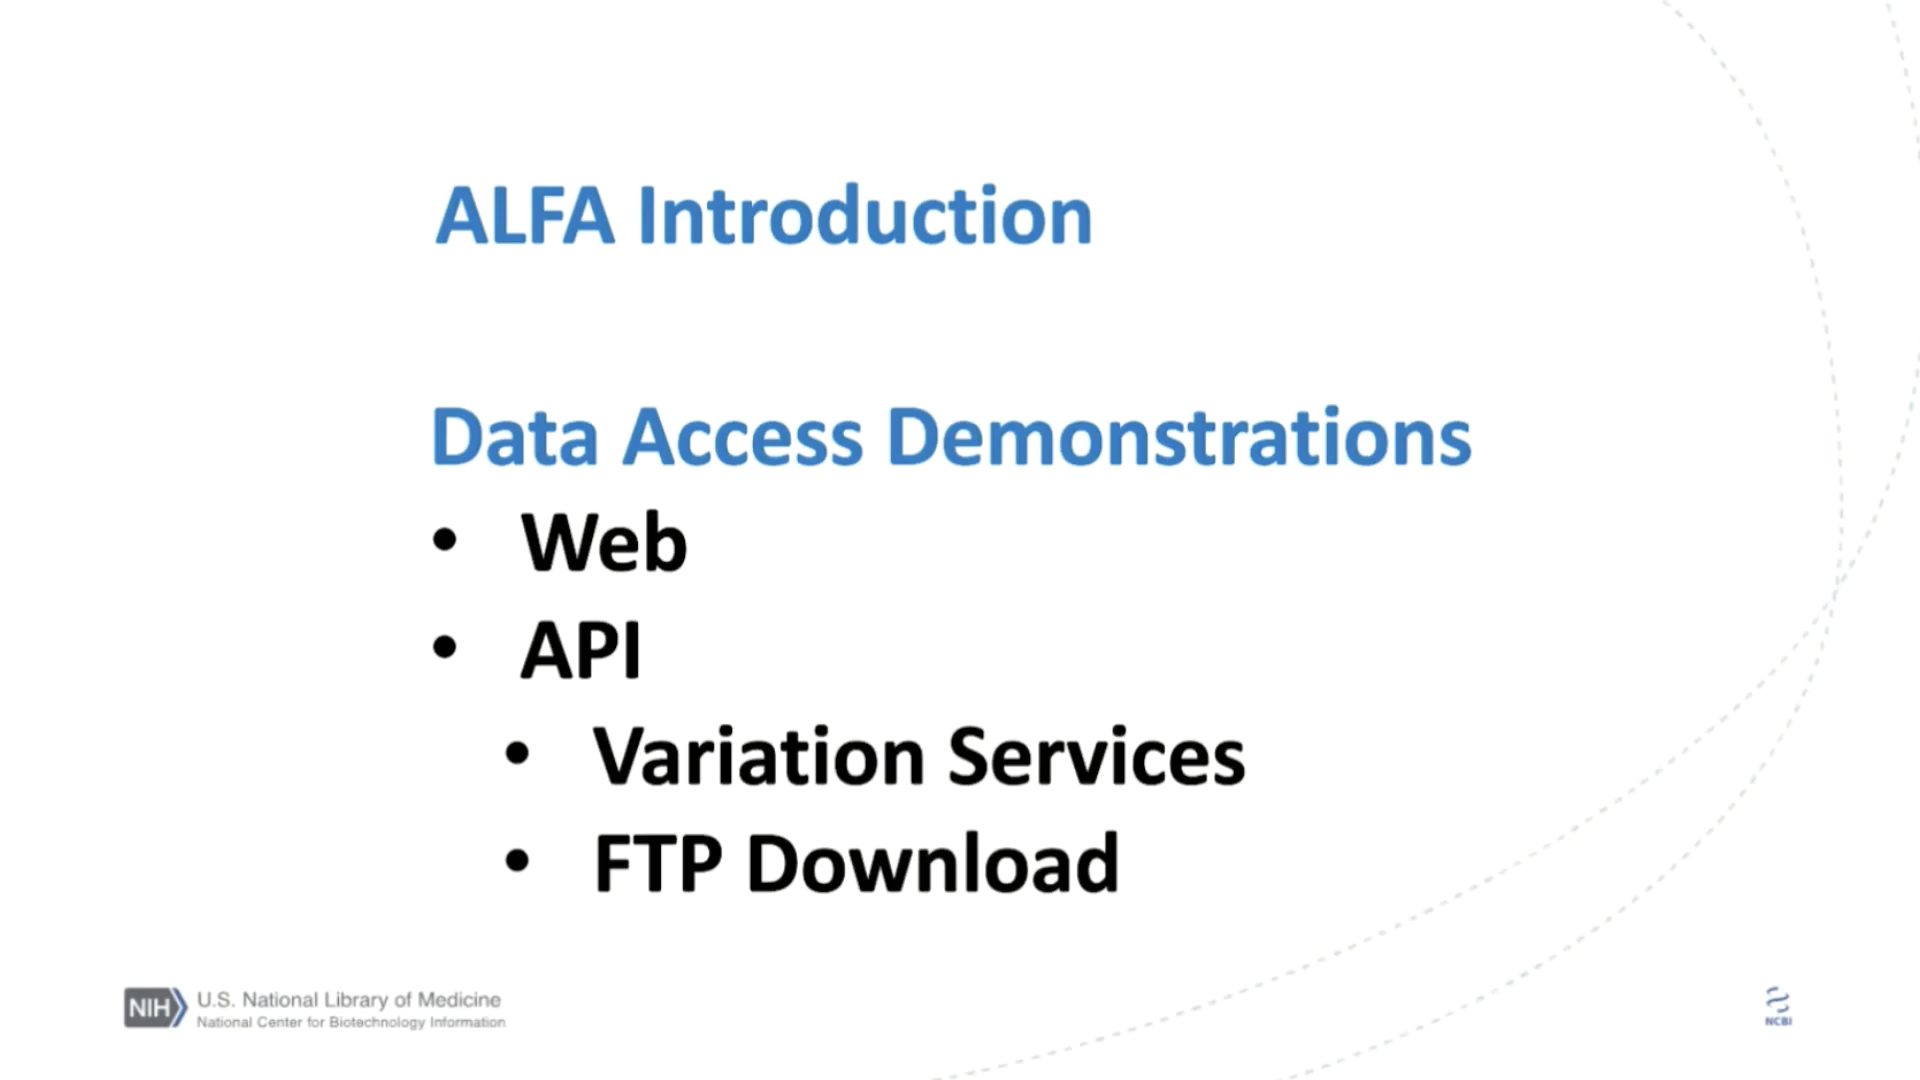 ALFA Introduction
Data Access Demonstrations
• Web
• API
• Variation Services
• FTP Download
NIH
U.S. National Library of Medicine
National Center for Biotechnology Information
NCBI